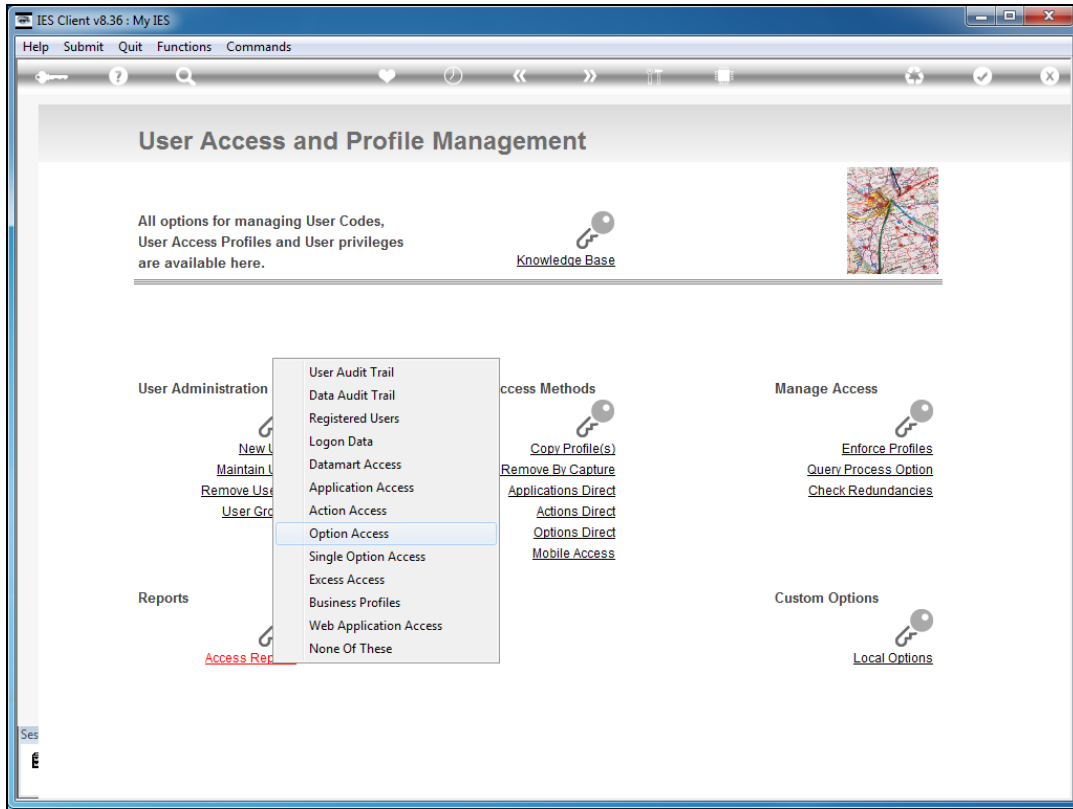 IES Client v8.36 : My IES
Help Submit Quit Functions Commands
User Access and Profile Management
All options for managing User Codes,
User Access Profiles and User privileges
are available here.
Knowledge Base
User Administration
New
Maintain
Remove
User
User Audit Trail
Data Audit Trail
Registered Users
Logon Data
Datamart Access
Application Access
Action Access
Option Access
Single Option Access
Excess Access
Business Profiles
Web Application Access
None Of These
ccess Methods
Copy Profile(s)
Remove By Capture
Applications Direct
Actions Direct
Options Direct
Mobile Access
Manage Access
Enforce Profiles
Query Process Option
Check Redundancies
Reports
Access Rep
Custom Options
Local Options
Ses